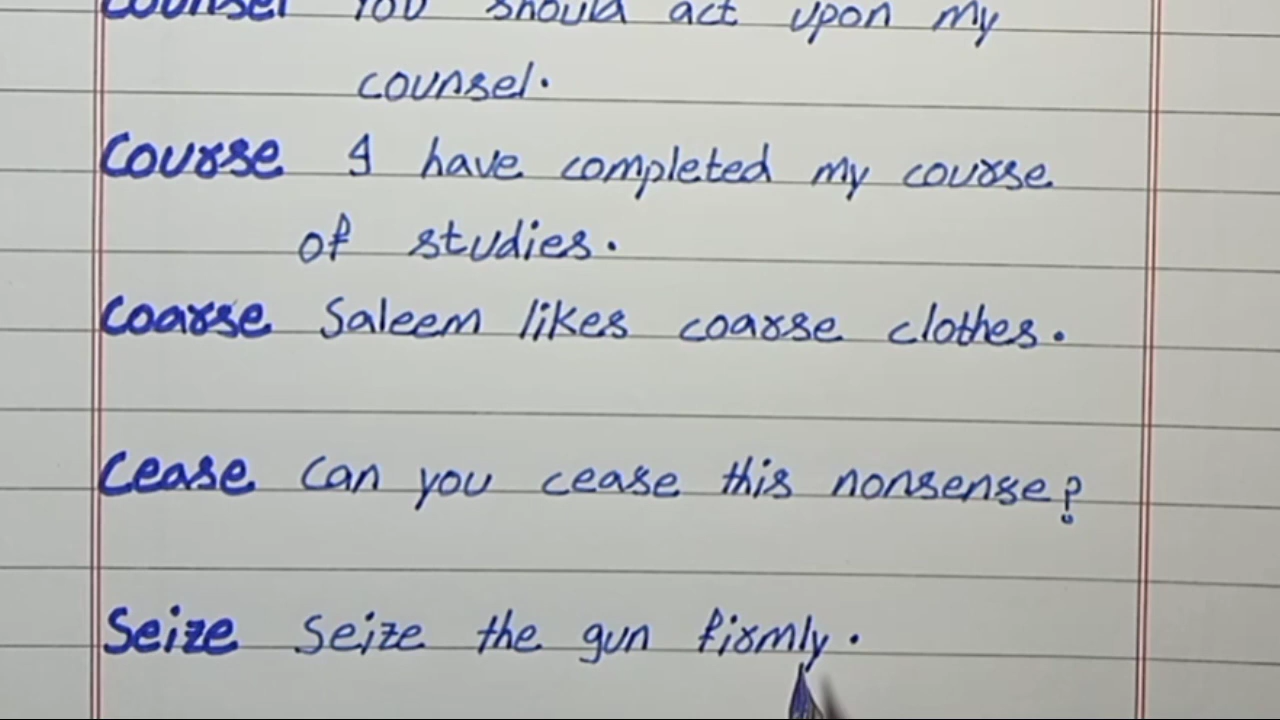 Counsel You should act upon my
counsel.
Course I have completed my course
of studies.
Coarse Saleem likes coarse clothes.
Cease Can you cease this nonsense?
Seize Seize the gun firmly.